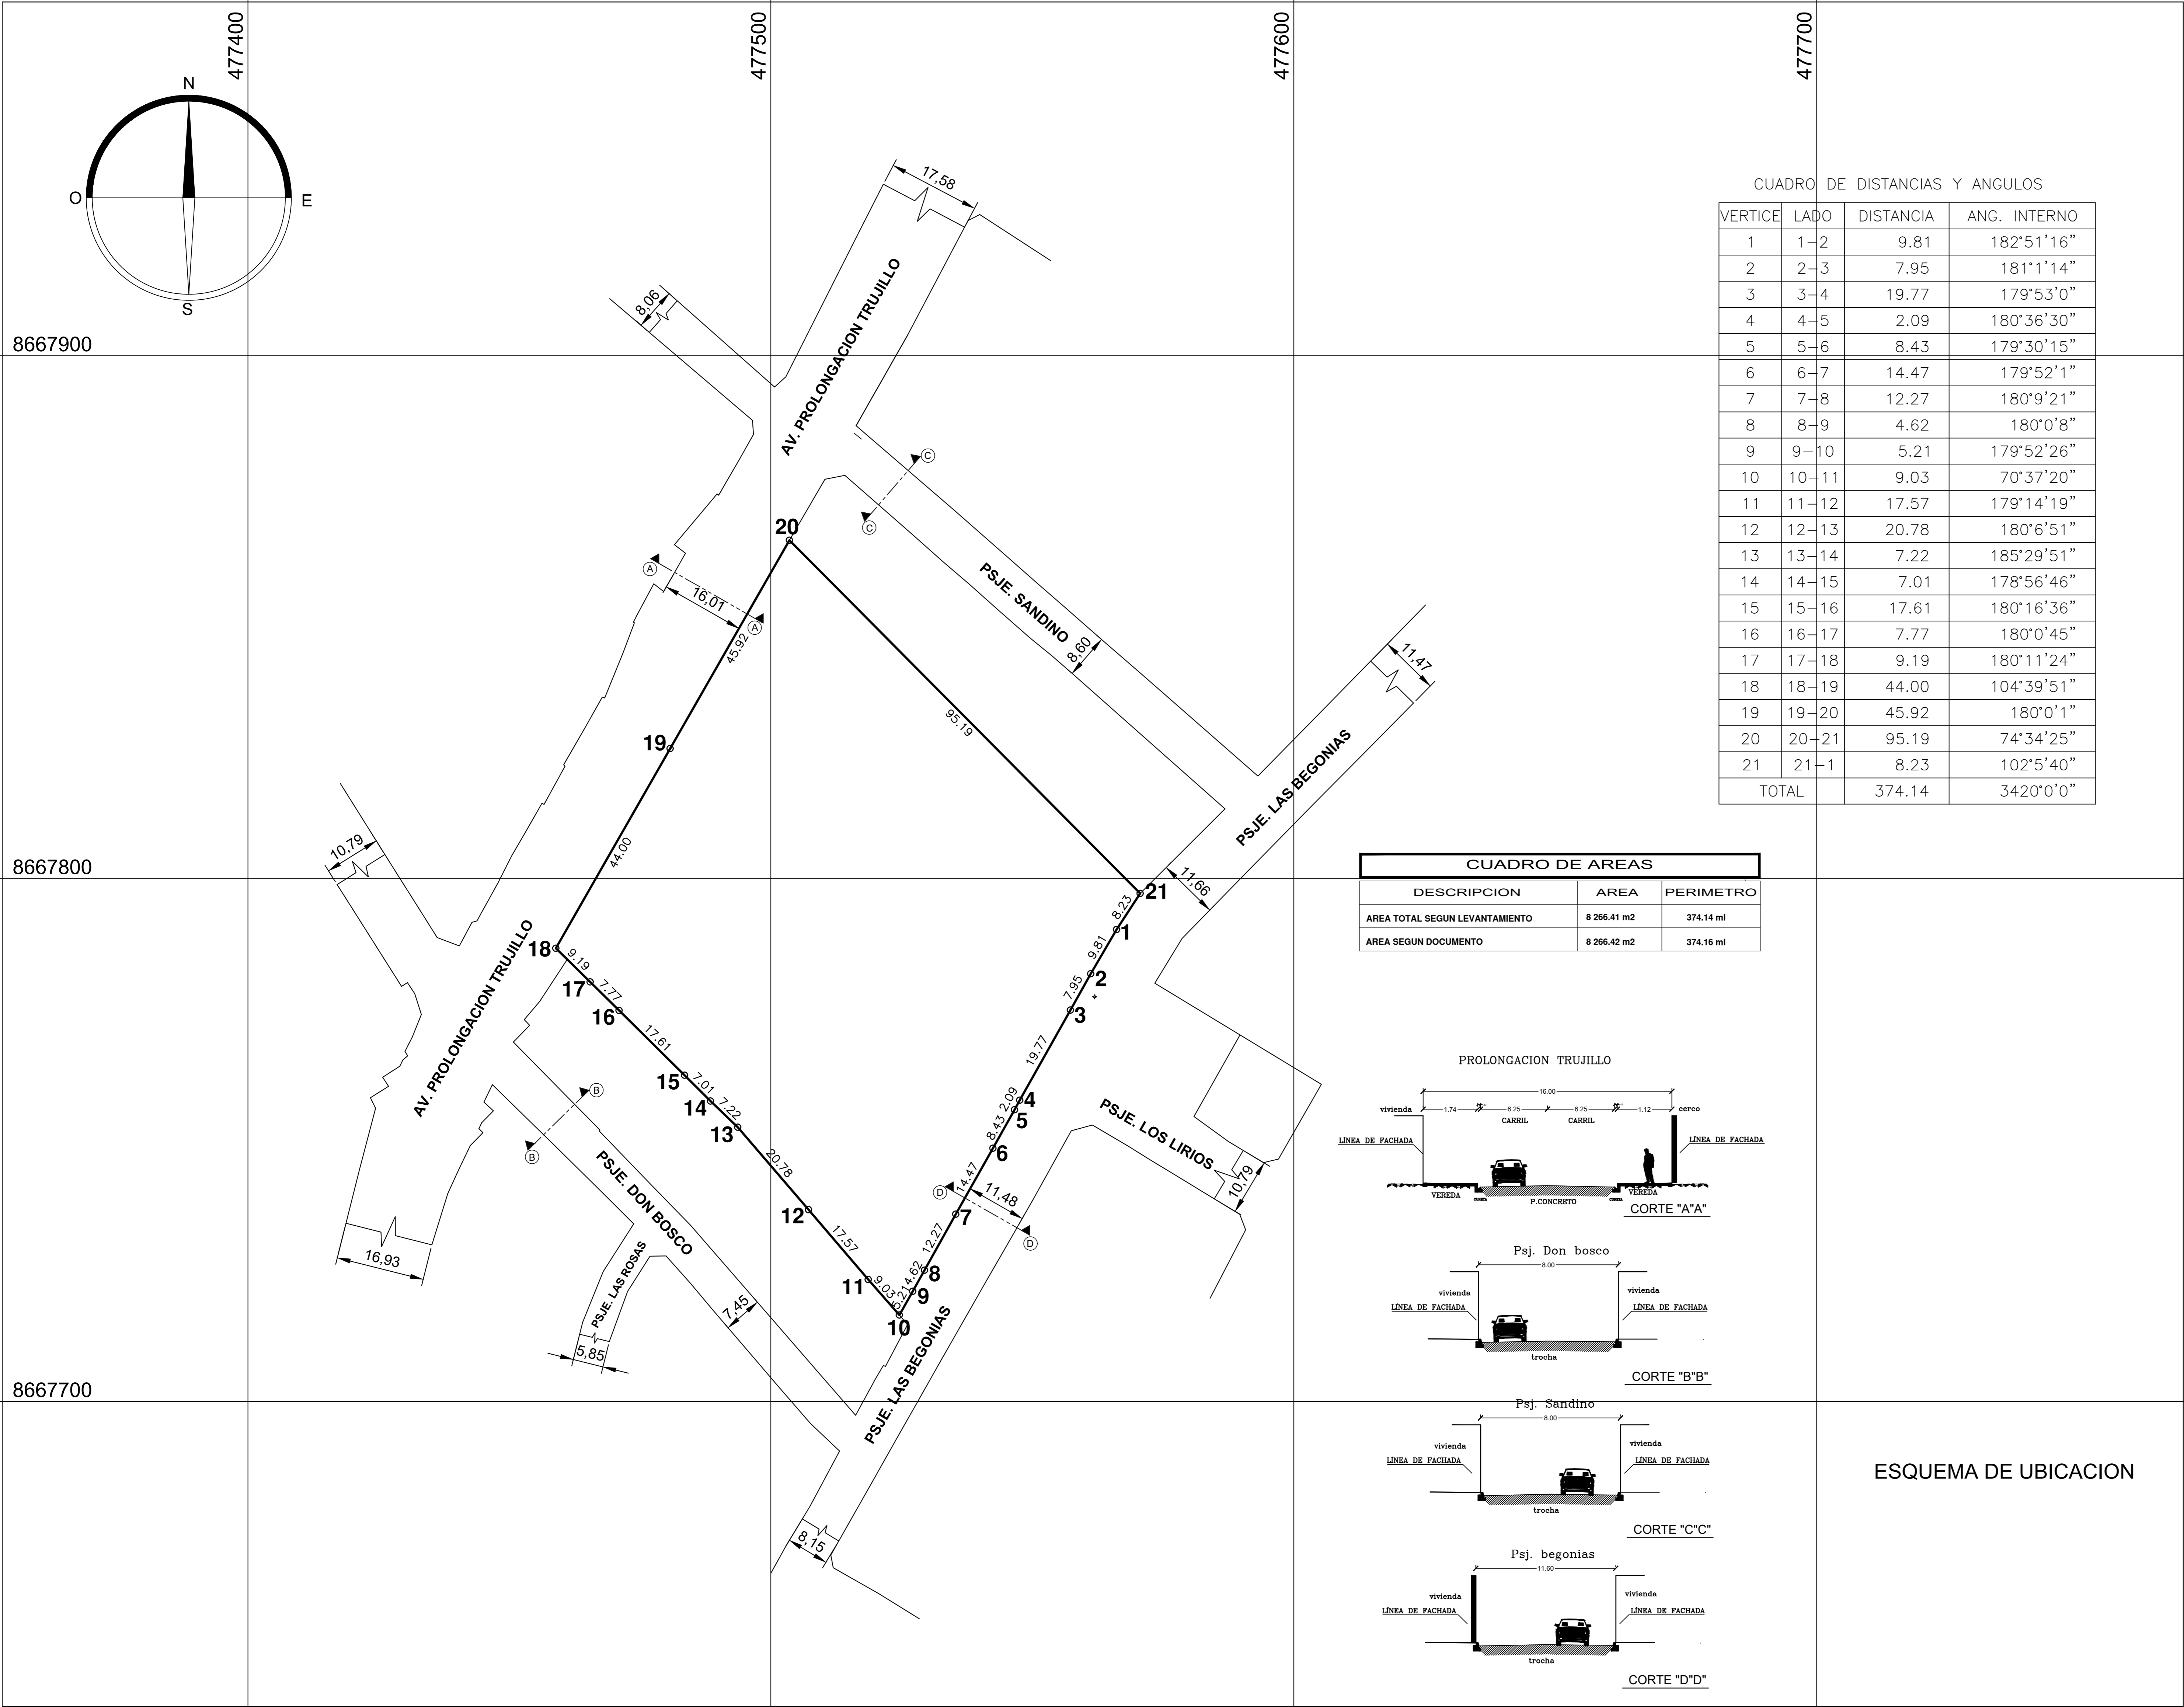 477400
477500
477600
477700
N
O
E
S
8667900
8667800
8667700
17,58
8,06
AV. PROLONGACION TRUJILLO
C
C
20
A
A
16,01
45.92
PSJE. SANDINO
8,60
11,47
95.19
19
44.00
PSJE. LAS BEGONIAS
10,79
21
11,66
8.23
1
9.81
2
7.95
3
18
9.19
17
7.77
16
17.61
15
7.01
14
7.22
13
AV. PROLONGACION TRUJILLO
19.77
2.09
4
5
8.43
6
14.47
PSJE. LOS LIRIOS
10,79
B
B
20.78
12
D
D
11,48
7
12.27
17.57
PSJE. DON BOSCO
16,93
PSJE. LAS ROSAS
5,85
7,45
11
9.03
4.62
8
5.21
9
10
PSJE. LAS BEGONIAS
8,15
CUADRO DE DISTANCIAS Y ANGULOS
VERTICE LADO DISTANCIA ANG. INTERNO
1 1-2 9.81 182°51'16"
2 2-3 7.95 181°1'14"
3 3-4 19.77 179°53'0"
4 4-5 2.09 180°36'30"
5 5-6 8.43 179°30'15"
6 6-7 14.47 179°52'1"
7 7-8 12.27 180°9'21"
8 8-9 4.62 180°0'8"
9 9-10 5.21 179°52'26"
10 10-11 9.03 70°37'20"
11 11-12 17.57 179°14'19"
12 12-13 20.78 180°6'51"
13 13-14 7.22 185°29'51"
14 14-15 7.01 178°56'46"
15 15-16 17.61 180°16'36"
16 16-17 7.77 180°0'45"
17 17-18 9.19 180°11'24"
18 18-19 44.00 104°39'51"
19 19-20 45.92 180°0'1"
20 20-21 95.19 74°34'25"
21 21-1 8.23 102°5'40"
TOTAL 374.14 3420°0'0"
CUADRO DE AREAS
DESCRIPCION AREA PERIMETRO
AREA TOTAL SEGUN LEVANTAMIENTO 8 266.41 m2 374.14 ml
AREA SEGUN DOCUMENTO 8 266.42 m2 374.16 ml
PROLONGACION TRUJILLO
16.00
vivienda 1.74 6.25 6.25 1.12 cerco
CARRIL CARRIL
LÍNEA DE FACHADA LÍNEA DE FACHADA
VEREDA P.CONCRETO VEREDA
CORTE "A"A"
Psj. Don bosco
8.00
vivienda vivienda
LÍNEA DE FACHADA LÍNEA DE FACHADA
trocha
CORTE "B"B"
Psj. Sandino
8.00
vivienda vivienda
LÍNEA DE FACHADA LÍNEA DE FACHADA
trocha
CORTE "C"C"
Psj. begonias
11.60
vivienda vivienda
LÍNEA DE FACHADA LÍNEA DE FACHADA
trocha
CORTE "D"D"
ESQUEMA DE UBICACION